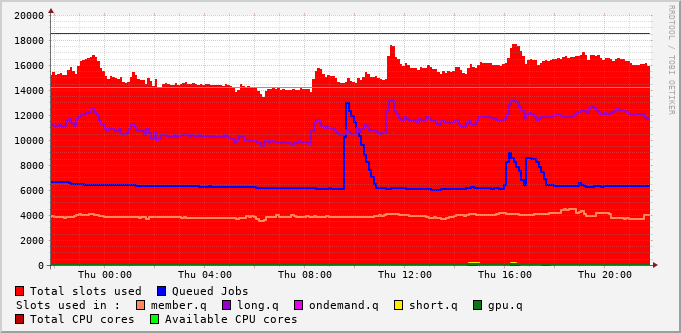 20000
18000
16000
14000
12000
10000
8000
6000
4000
2000
0
Thu 00:00 Thu 04:00 Thu 08:00 Thu 12:00 Thu 16:00 Thu 20:00
RRDTOOL / TOBI OETIKER
Total slots used Queued Jobs
Slots used in : member.q long.q ondemand.q short.q gpu.q
Total CPU cores Available CPU cores